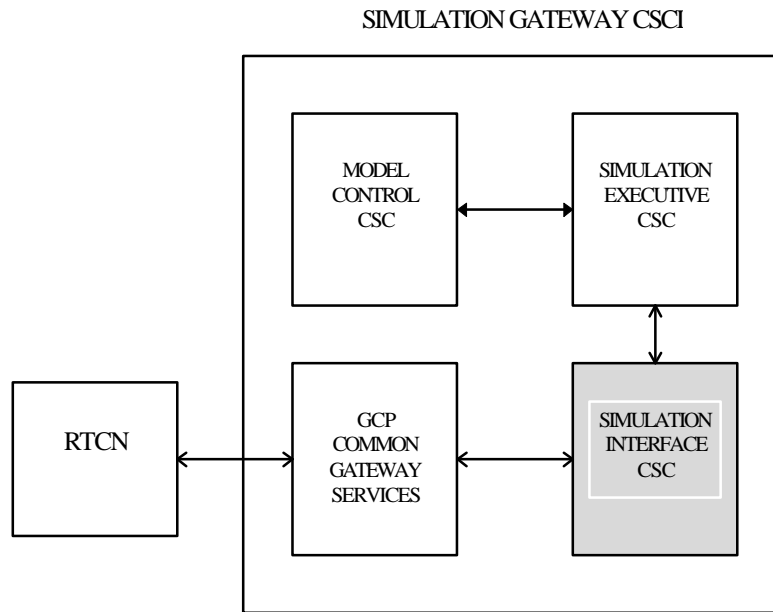 SIMULATION GATEWAY CSCI
MODEL
CONTROL
CSC
SIMULATION
EXECUTIVE
CSC
RTCN
GCP
COMMON
GATEWAY
SERVICES
SIMULATION
INTERFACE
CSC